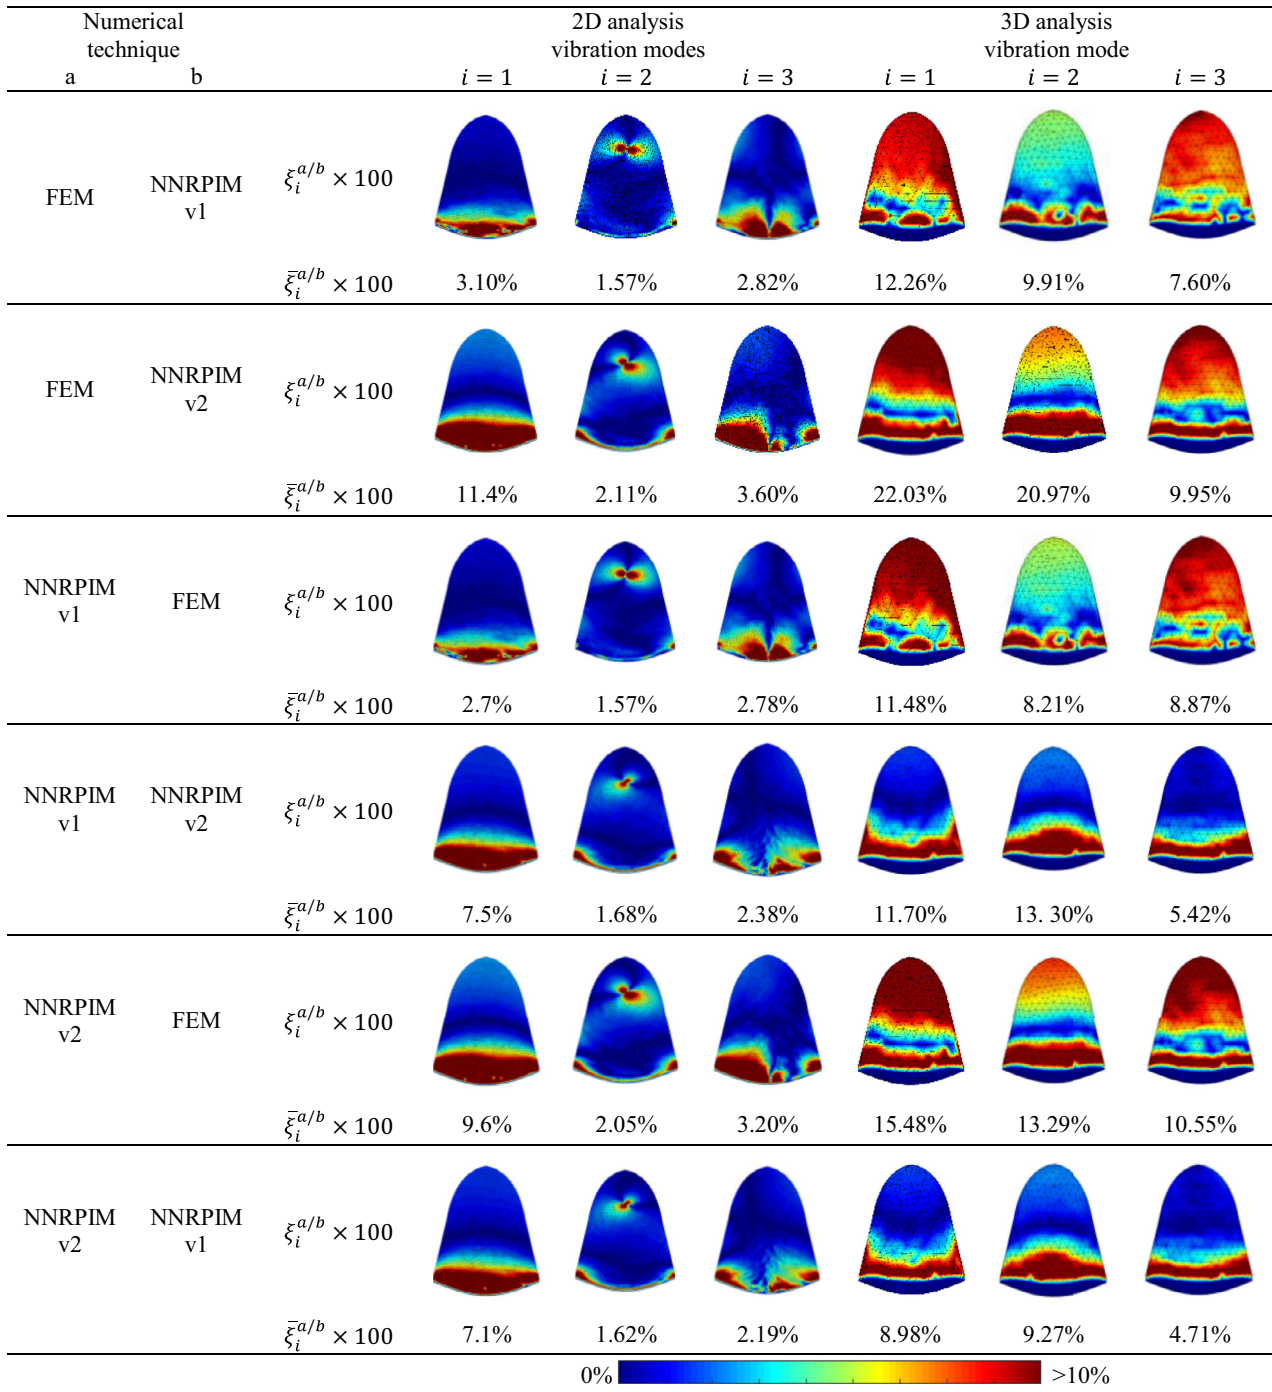 Numerical technique 2D analysis vibration modes 3D analysis vibration mode
a b i = 1 i = 2 i = 3 i = 1 i = 2 i = 3
FEM NNRPIM v1 ξ_i^{a/b} × 100
ξ̄_i^{a/b} × 100 3.10% 1.57% 2.82% 12.26% 9.91% 7.60%
FEM NNRPIM v2 ξ_i^{a/b} × 100
ξ̄_i^{a/b} × 100 11.4% 2.11% 3.60% 22.03% 20.97% 9.95%
NNRPIM v1 FEM ξ_i^{a/b} × 100
ξ̄_i^{a/b} × 100 2.7% 1.57% 2.78% 11.48% 8.21% 8.87%
NNRPIM v1 NNRPIM v2 ξ_i^{a/b} × 100
ξ̄_i^{a/b} × 100 7.5% 1.68% 2.38% 11.70% 13. 30% 5.42%
NNRPIM v2 FEM ξ_i^{a/b} × 100
ξ̄_i^{a/b} × 100 9.6% 2.05% 3.20% 15.48% 13.29% 10.55%
NNRPIM v2 NNRPIM v1 ξ_i^{a/b} × 100
ξ̄_i^{a/b} × 100 7.1% 1.62% 2.19% 8.98% 9.27% 4.71%
0% >10%